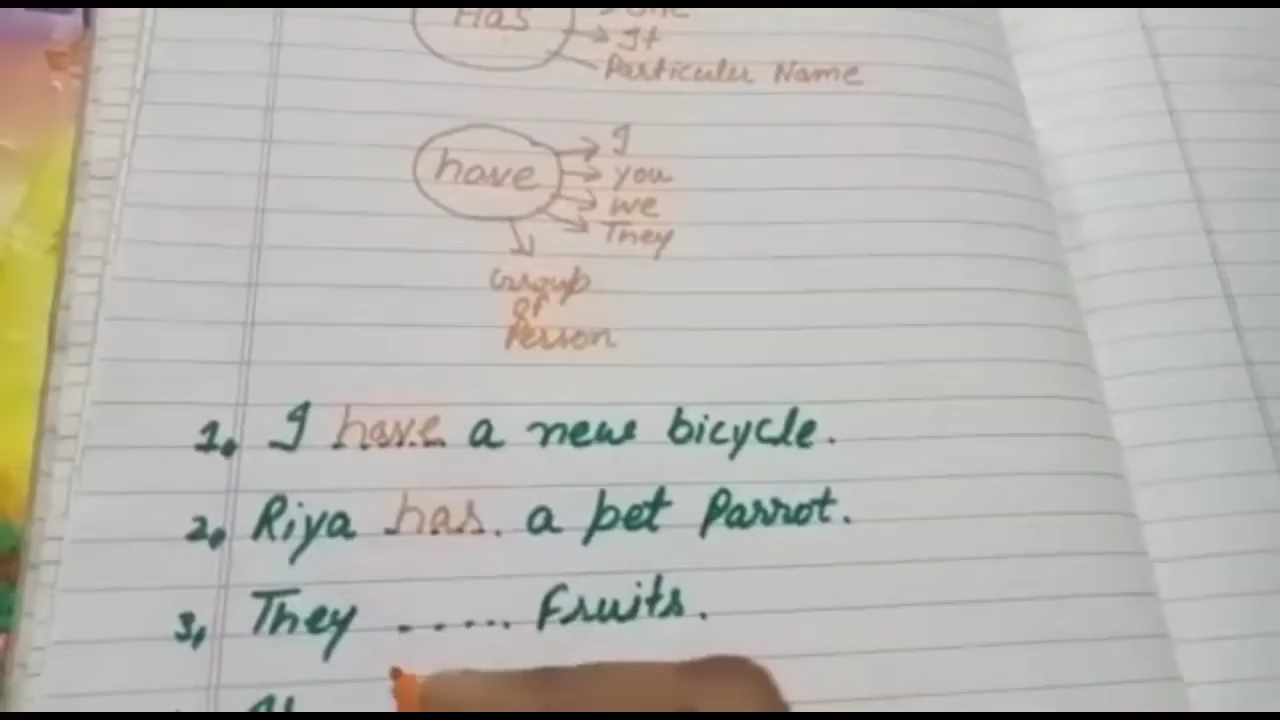 Has
It
Particular Name
have
I
you
we
They
Group
of
Person
1. I have a new bicycle.
2. Riya has. a pet Parrot.
3, They ..... Fruits.